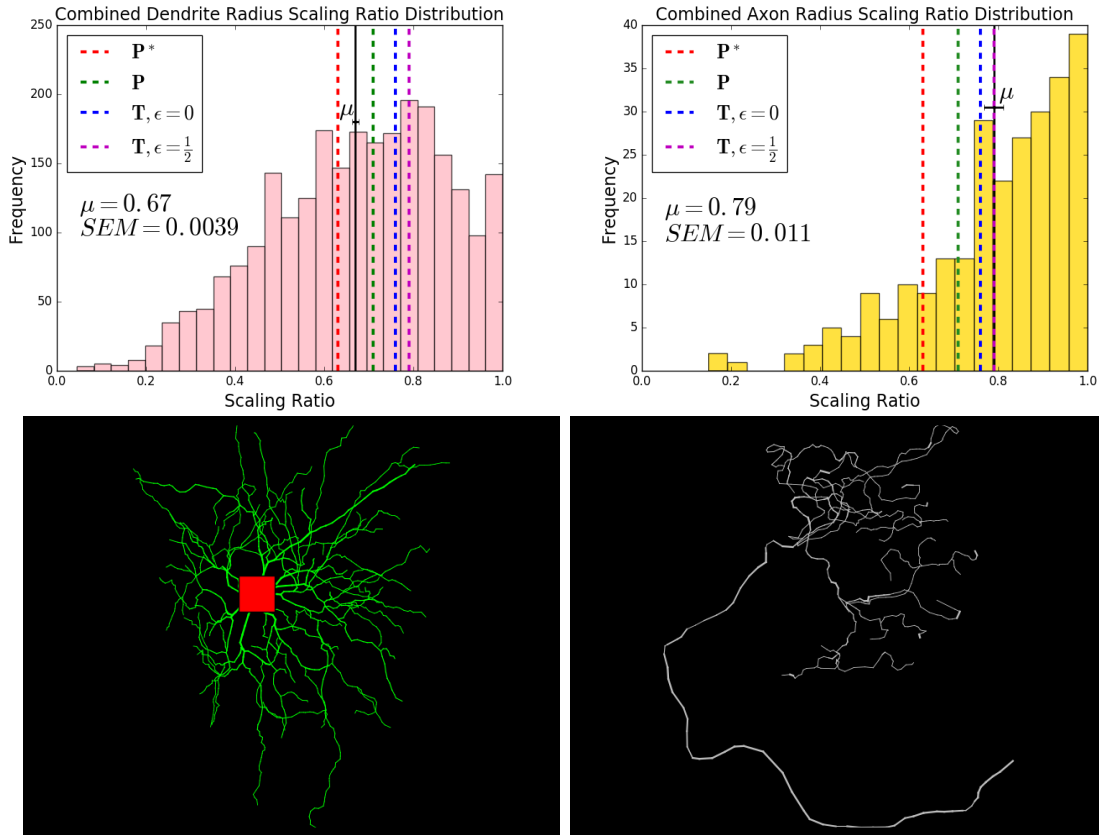 Combined Dendrite Radius Scaling Ratio Distribution
250
200
150
100
50
0
Frequency
P*
P
T, ϵ = 0
T, ϵ = 1/2
μ
μ = 0.67
SEM = 0.0039
0.0 0.2 0.4 0.6 0.8 1.0
Scaling Ratio
Combined Axon Radius Scaling Ratio Distribution
40
35
30
25
20
15
10
5
0
Frequency
P*
P
T, ϵ = 0
T, ϵ = 1/2
μ
μ = 0.79
SEM = 0.011
0.0 0.2 0.4 0.6 0.8 1.0
Scaling Ratio